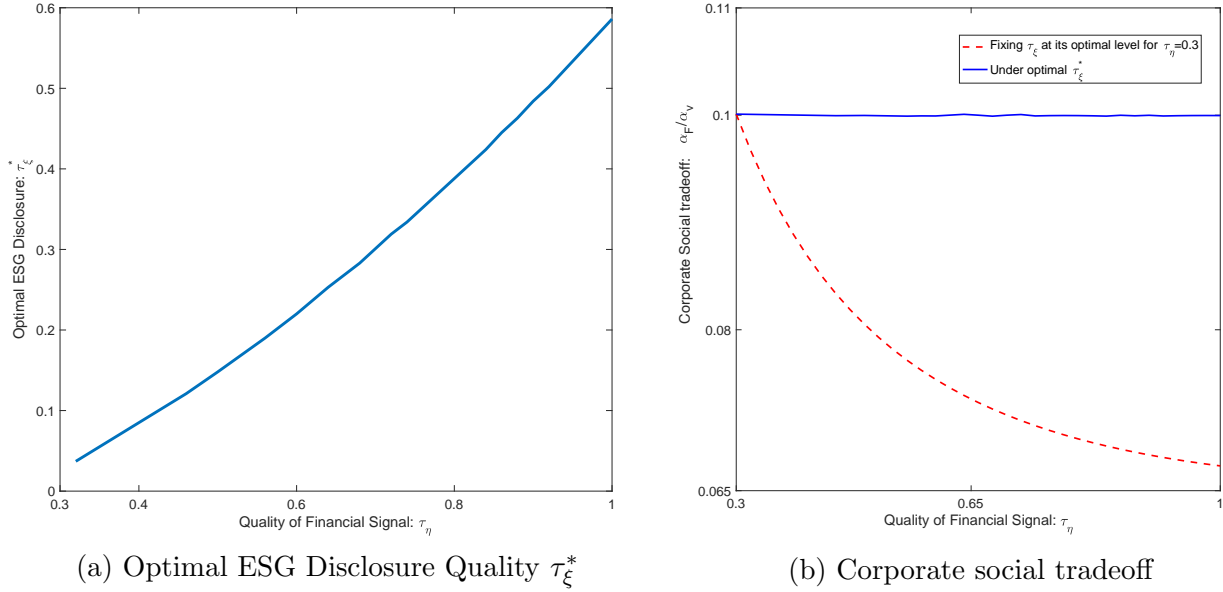 0.6
0.5
0.4
0.3
0.2
0.1
0
Optimal ESG Disclosure: τ*ξ
0.3
0.4
0.6
0.8
1
Quality of Financial Signal: τη
(a) Optimal ESG Disclosure Quality τ*ξ
0.11
0.1
0.08
0.065
Corporate Social tradeoff: αF/αv
Fixing τξ at its optimal level for τη=0.3
Under optimal τ*ξ
0.3
0.65
1
Quality of Financial Signal: τη
(b) Corporate social tradeoff